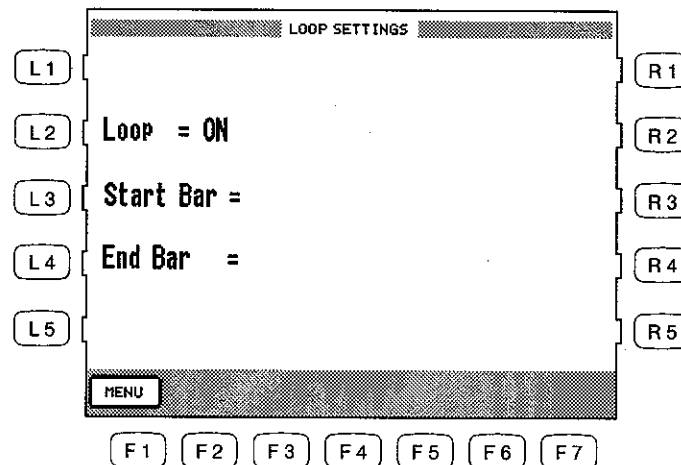 LOOP SETTINGS
L1 R1
L2 Loop = ON R2
L3 Start Bar = R3
L4 End Bar = R4
L5 R5
MENU
F1 F2 F3 F4 F5 F6 F7